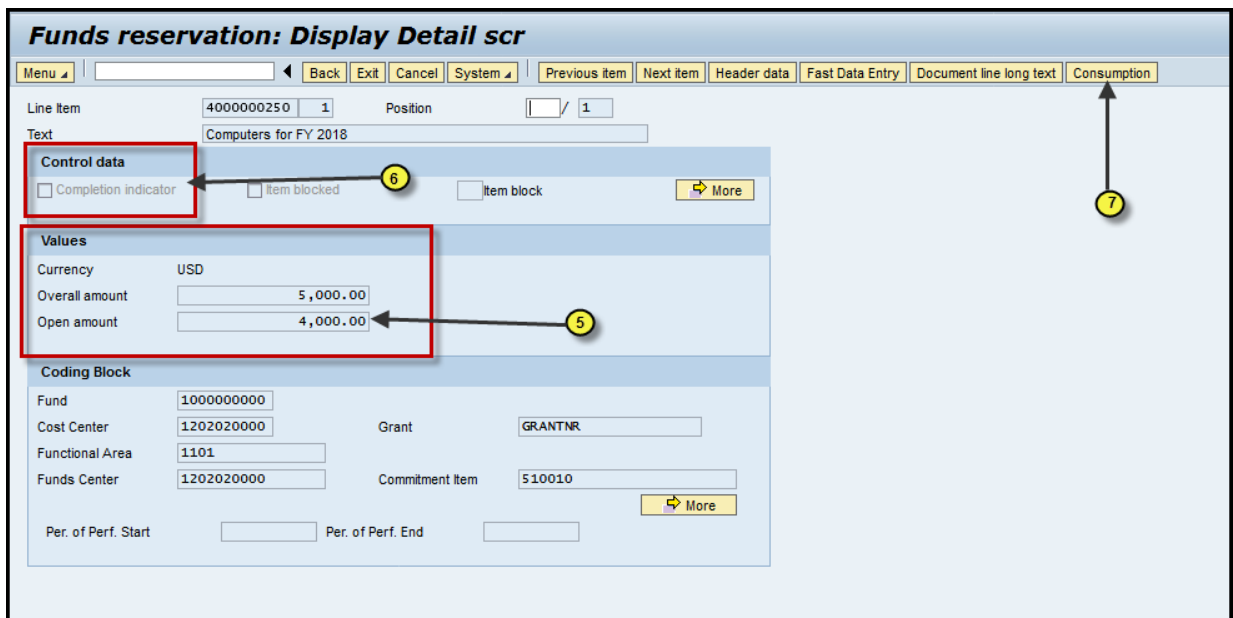 Funds reservation: Display Detail scr
Menu Back Exit Cancel System Previous item Next item Header data Fast Data Entry Document line long text Consumption
Line Item 4000000250 1 Position / 1
Text Computers for FY 2018
Control data
Completion indicator Item blocked Item block More
6
7
Values
Currency USD
Overall amount 5,000.00
Open amount 4,000.00
5
Coding Block
Fund 1000000000
Cost Center 1202020000 Grant GRANTNR
Functional Area 1101
Funds Center 1202020000 Commitment Item 510010
More
Per. of Perf. Start Per. of Perf. End